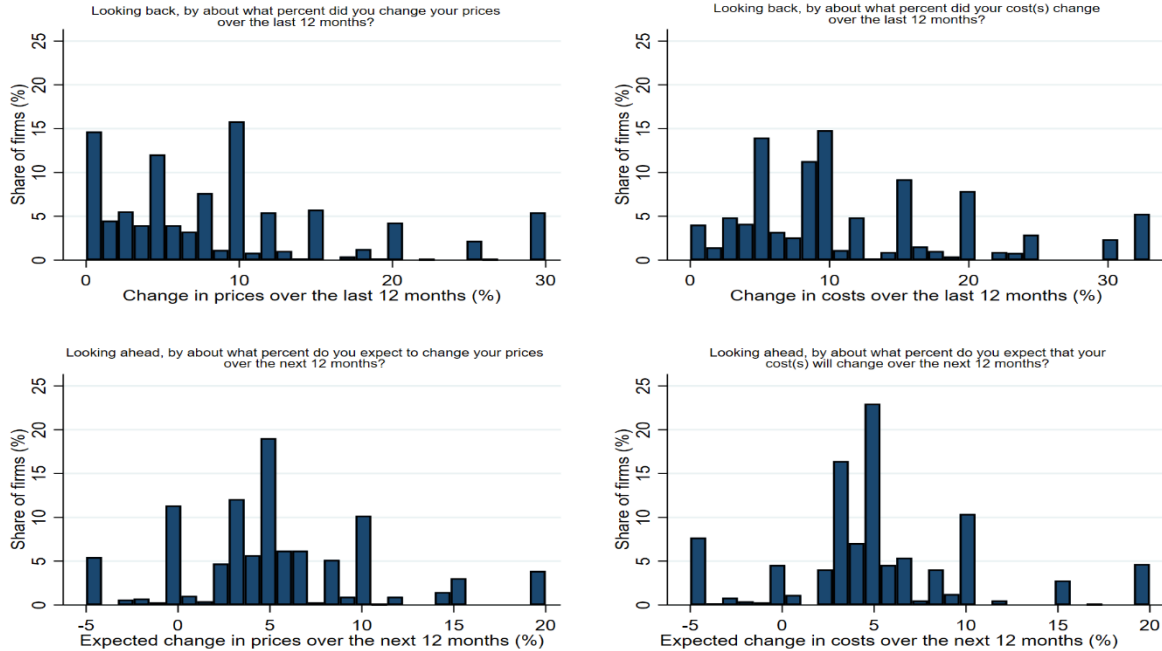 Looking back, by about what percent did you change your prices
over the last 12 months?
Share of firms (%)
25
20
15
10
5
0
0 10 20 30
Change in prices over the last 12 months (%)
Looking back, by about what percent did your cost(s) change
over the last 12 months?
Share of firms (%)
25
20
15
10
5
0
0 10 20 30
Change in costs over the last 12 months (%)
Looking ahead, by about what percent do you expect to change your prices
over the next 12 months?
Share of firms (%)
25
20
15
10
5
0
-5 0 5 10 15 20
Expected change in prices over the next 12 months (%)
Looking ahead, by about what percent do you expect that your
cost(s) will change over the next 12 months?
Share of firms (%)
25
20
15
10
5
0
-5 0 5 10 15 20
Expected change in costs over the next 12 months (%)